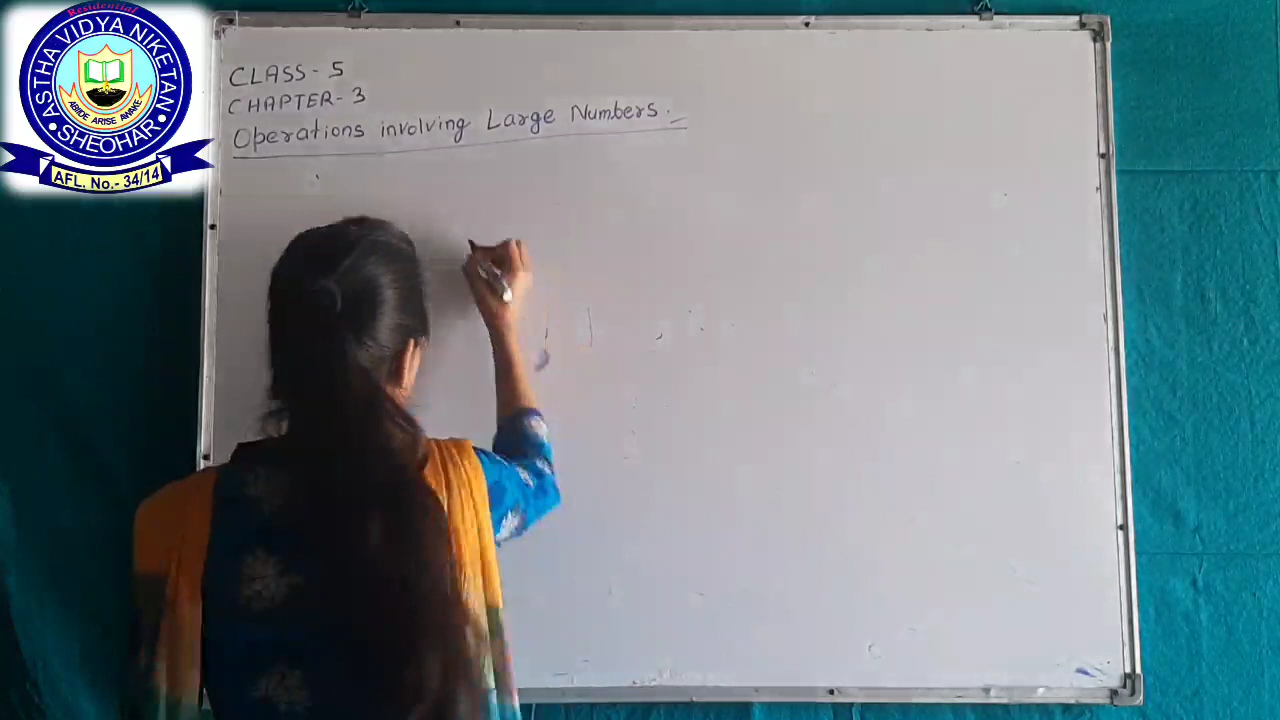 Residential
ASTHA VIDYA NIKETAN
ABIDE ARISE AWAKE
SHEOHAR
AFL. No.- 34/14
CLASS - 5
CHAPTER - 3
Operations involving Large Numbers.